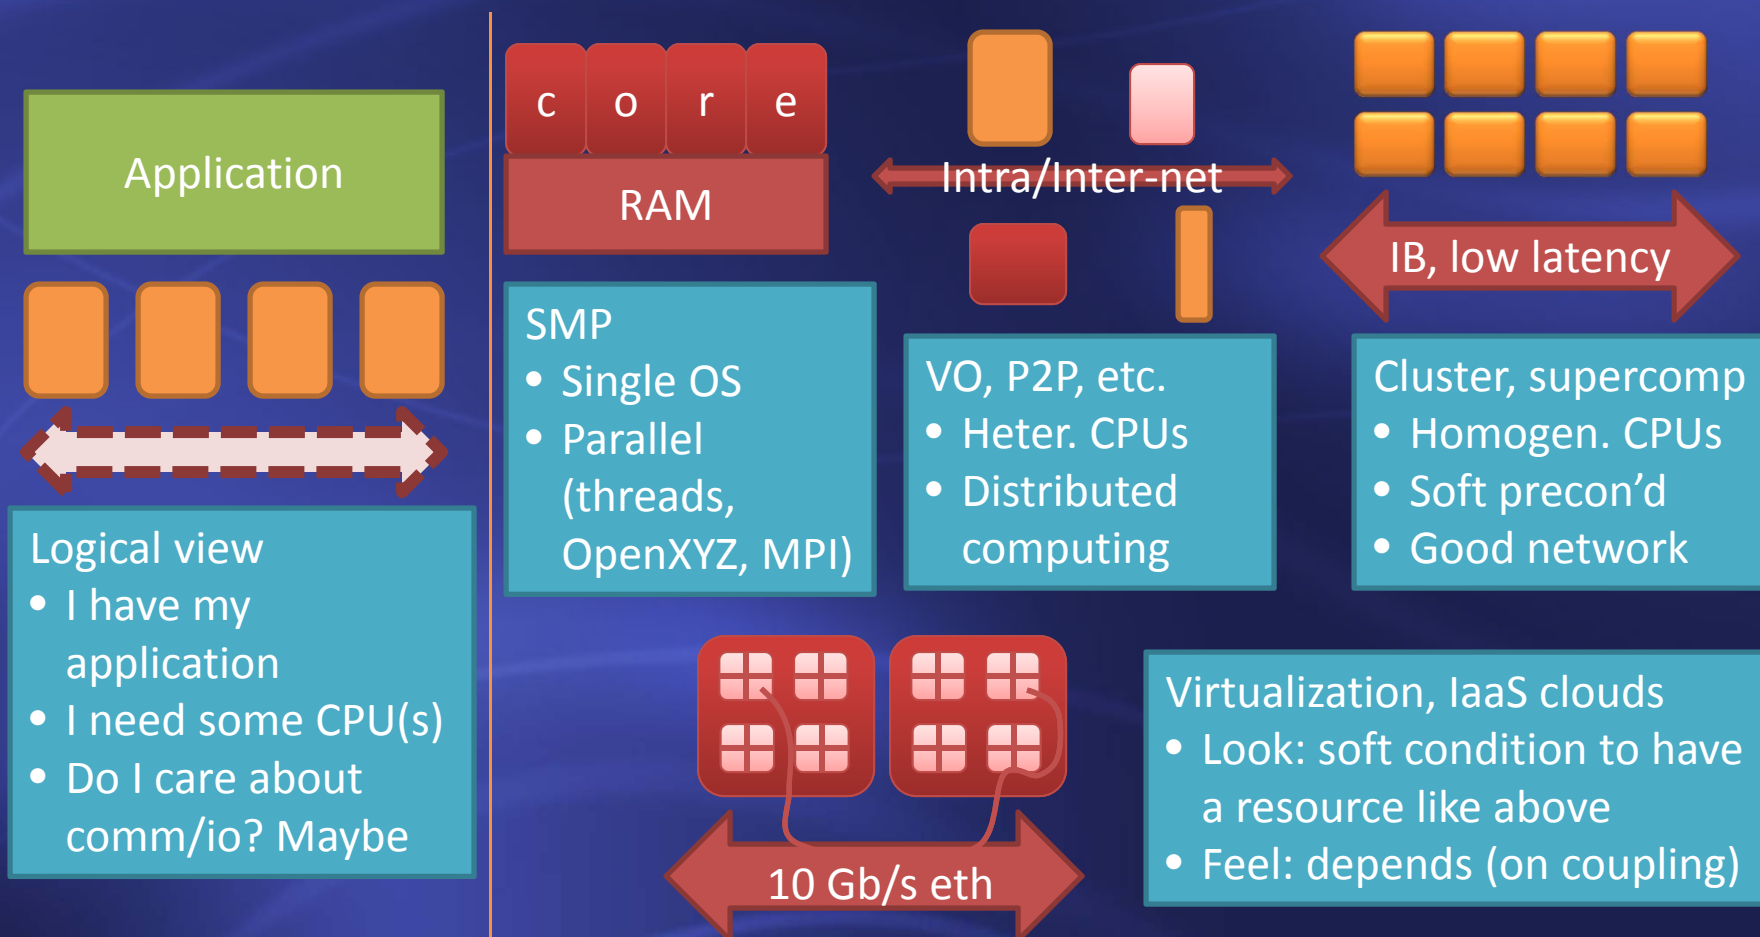 Application
Logical view
• I have my
application
• I need some CPU(s)
• Do I care about
comm/io? Maybe
c o r e
RAM
SMP
• Single OS
• Parallel
(threads,
OpenXYZ, MPI)
Intra/Inter-net
VO, P2P, etc.
• Heter. CPUs
• Distributed
computing
IB, low latency
Cluster, supercomp
• Homogen. CPUs
• Soft precon’d
• Good network
10 Gb/s eth
Virtualization, IaaS clouds
• Look: soft condition to have
a resource like above
• Feel: depends (on coupling)